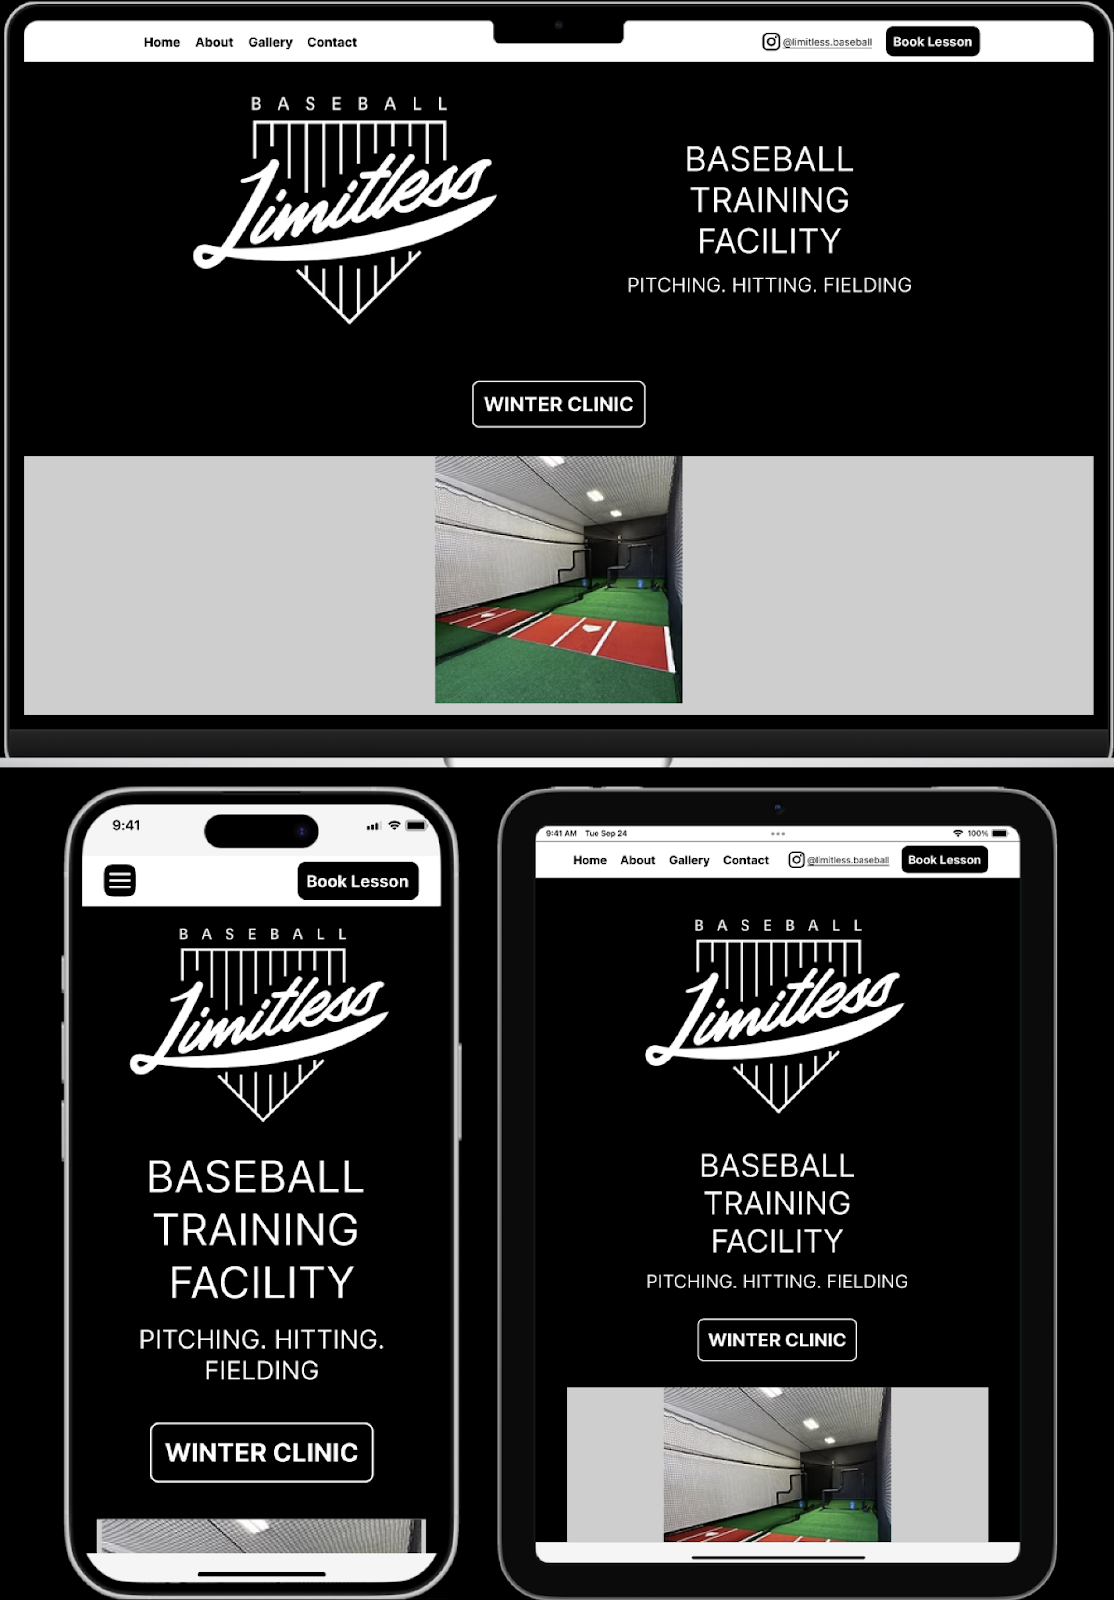 Home About Gallery Contact @limitless.baseball Book Lesson
BASEBALL
Limitless
BASEBALL
TRAINING
FACILITY
PITCHING. HITTING. FIELDING
WINTER CLINIC
9:41
Book Lesson
BASEBALL
Limitless
BASEBALL
TRAINING
FACILITY
PITCHING. HITTING.
FIELDING
WINTER CLINIC
9:41 AM Tue Sep 24 100%
Home About Gallery Contact @limitless.baseball Book Lesson
BASEBALL
Limitless
BASEBALL
TRAINING
FACILITY
PITCHING. HITTING. FIELDING
WINTER CLINIC